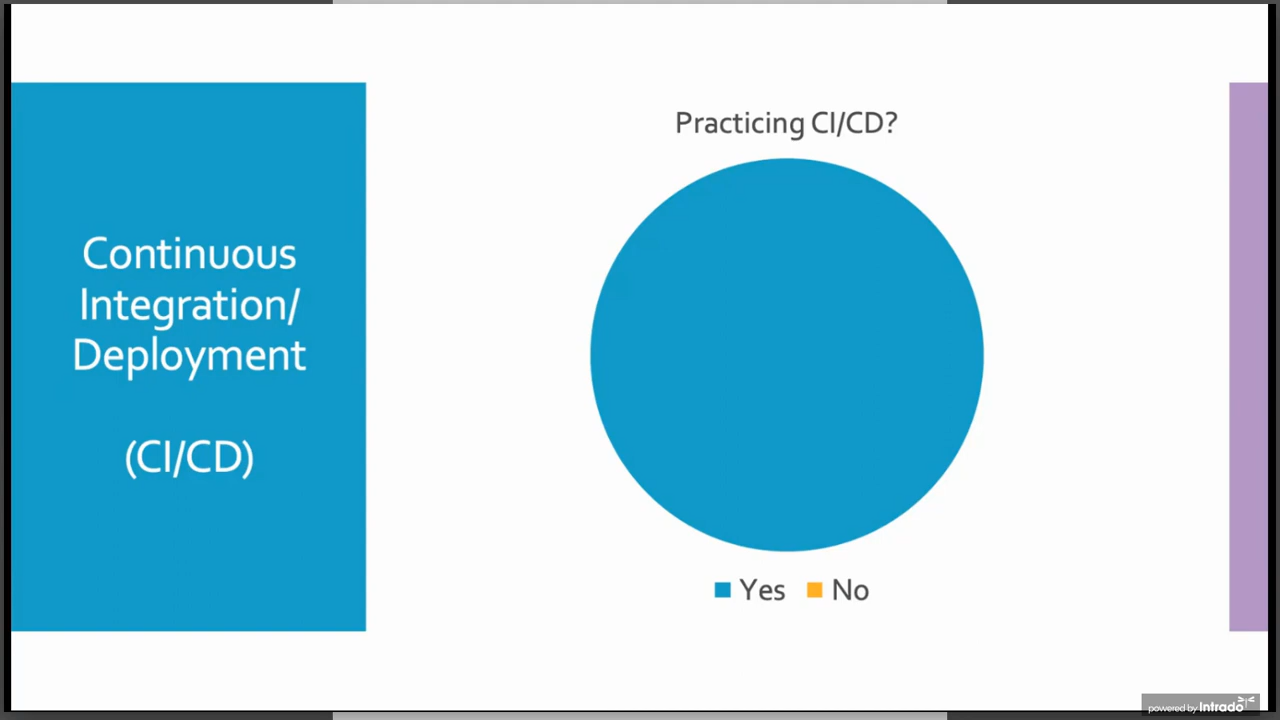 Continuous
Integration/
Deployment
(CI/CD)
Practicing CI/CD?
Yes No
powered by Intrado